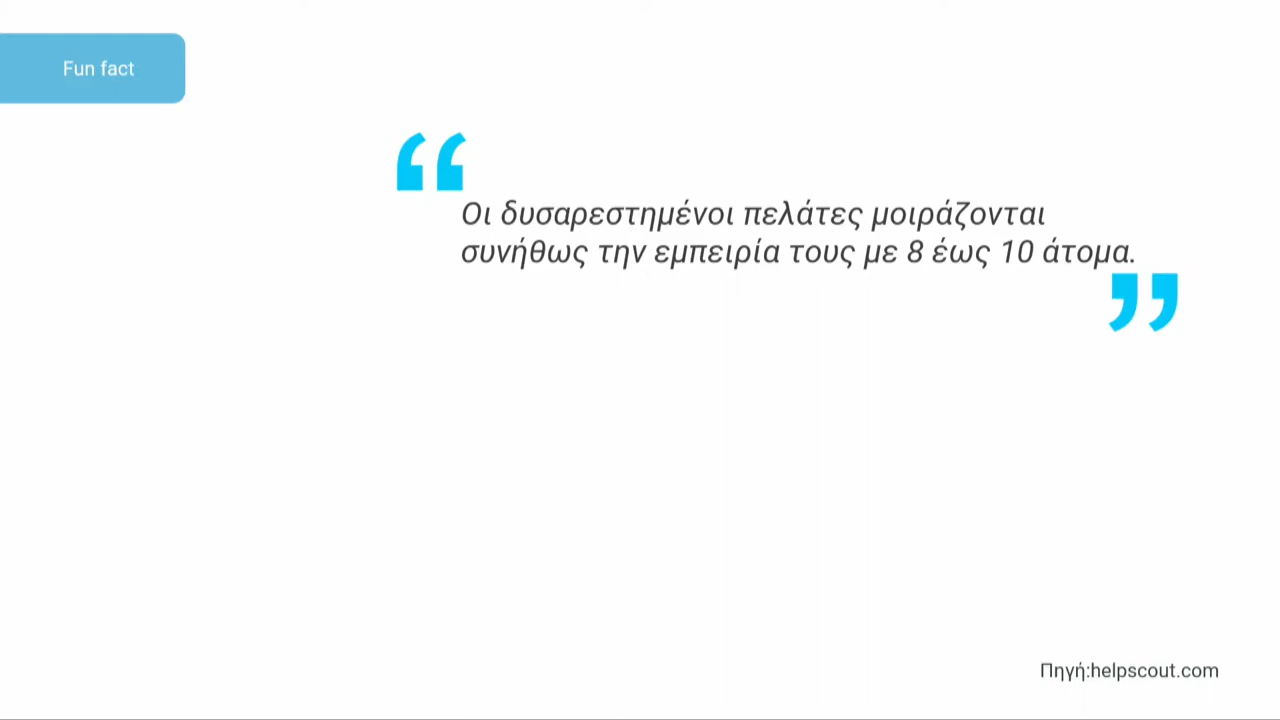 Fun fact
“
Οι δυσαρεστημένοι πελάτες μοιράζονται
συνήθως την εμπειρία τους με 8 έως 10 άτομα.
”
Πηγή:helpscout.com